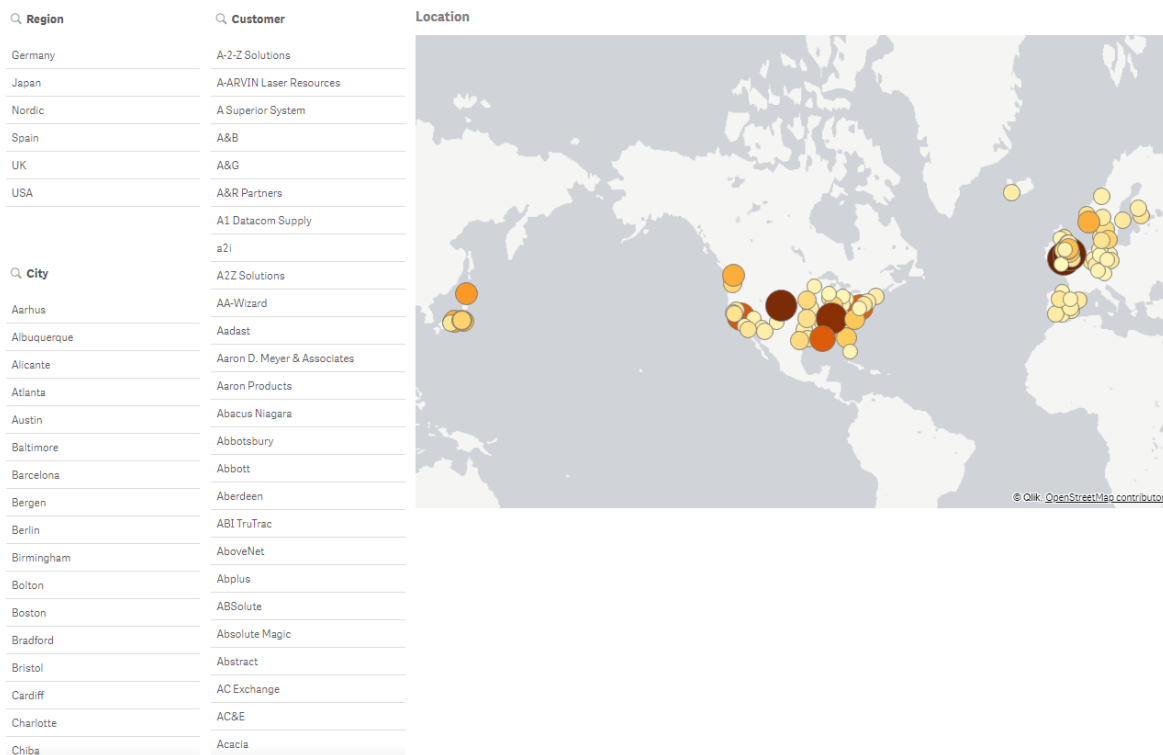 Region
Germany
Japan
Nordic
Spain
UK
USA
City
Aarhus
Albuquerque
Alicante
Atlanta
Austin
Baltimore
Barcelona
Bergen
Berlin
Birmingham
Bolton
Boston
Bradford
Bristol
Cardiff
Charlotte
Chiba
Customer
A-2-Z Solutions
A-ARVIN Laser Resources
A Superior System
A&B
A&G
A&R Partners
A1 Datacom Supply
a2i
A2Z Solutions
AA-Wizard
Aadast
Aaron D. Meyer & Associates
Aaron Products
Abacus Niagara
Abbotsbury
Abbott
Aberdeen
ABI TruTrac
AboveNet
Abplus
ABSolute
Absolute Magic
Abstract
AC Exchange
AC&E
Acacia
Location
© Qlik, OpenStreetMap contributor